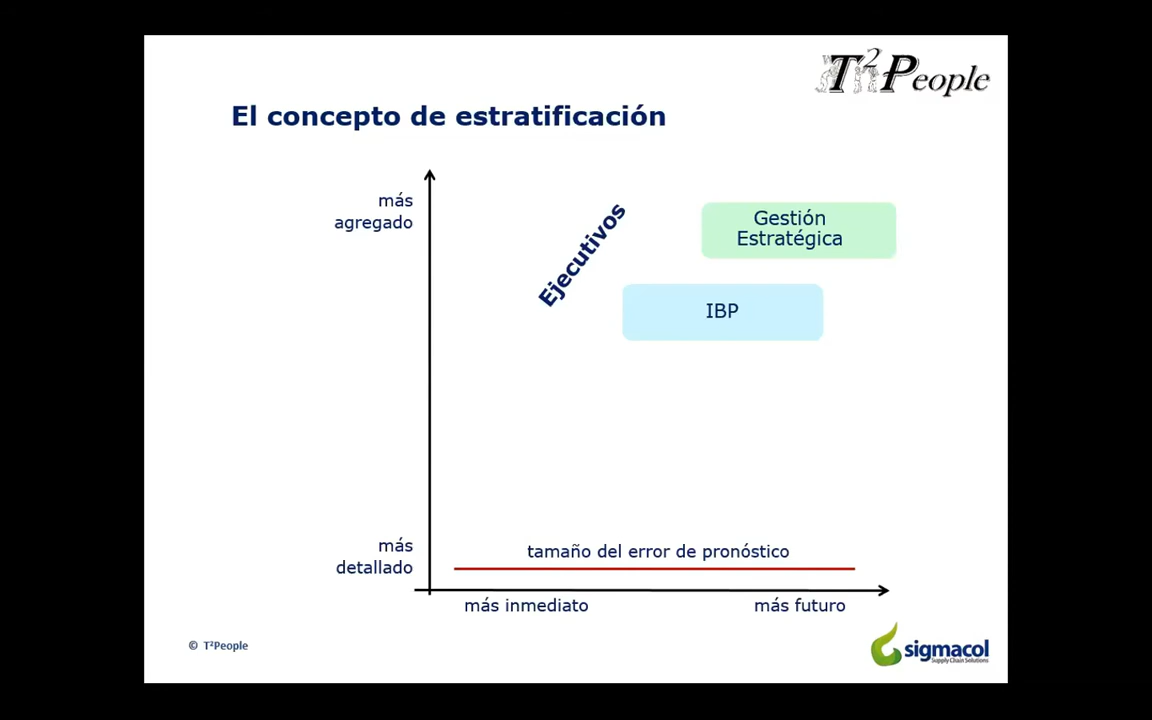 T²People
El concepto de estratificación
más
agregado
Ejecutivos
Gestión
Estratégica
IBP
más
detallado
tamaño del error de pronóstico
más inmediato
más futuro
© T²People
sigmacol
Supply Chain Solutions